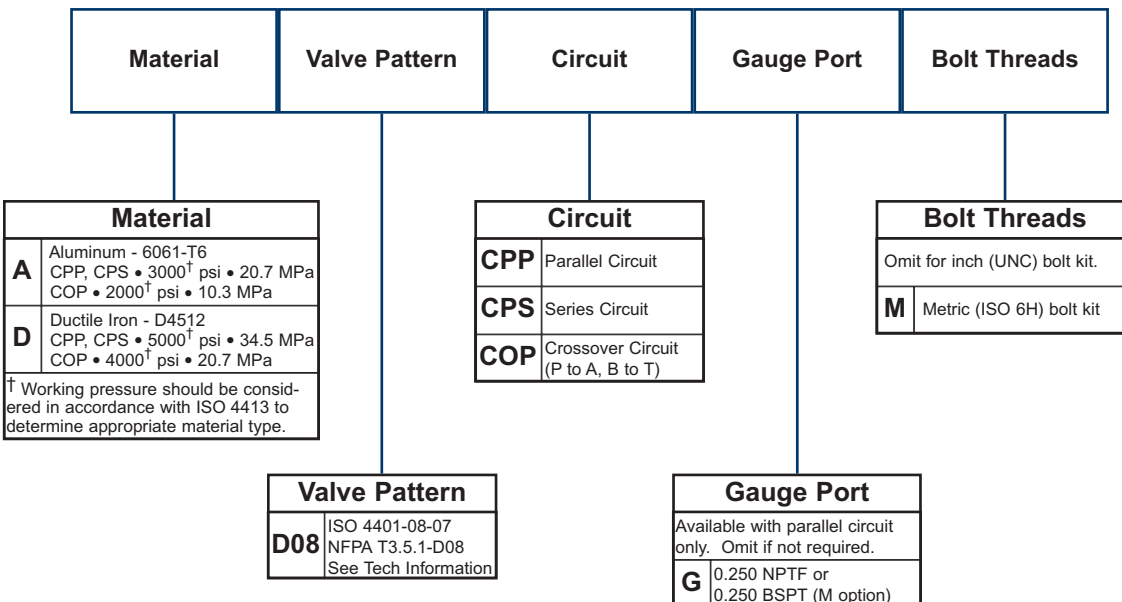 Material
Valve Pattern
Circuit
Gauge Port
Bolt Threads
Material
A
Aluminum - 6061-T6
CPP, CPS • 3000† psi • 20.7 MPa
COP • 2000† psi • 10.3 MPa
D
Ductile Iron - D4512
CPP, CPS • 5000† psi • 34.5 MPa
COP • 4000† psi • 20.7 MPa
† Working pressure should be consid-
ered in accordance with ISO 4413 to
determine appropriate material type.
Circuit
CPP Parallel Circuit
CPS Series Circuit
COP Crossover Circuit
(P to A, B to T)
Bolt Threads
Omit for inch (UNC) bolt kit.
M Metric (ISO 6H) bolt kit
Valve Pattern
D08
ISO 4401-08-07
NFPA T3.5.1-D08
See Tech Information
Gauge Port
Available with parallel circuit
only. Omit if not required.
G 0.250 NPTF or
0.250 BSPT (M option)